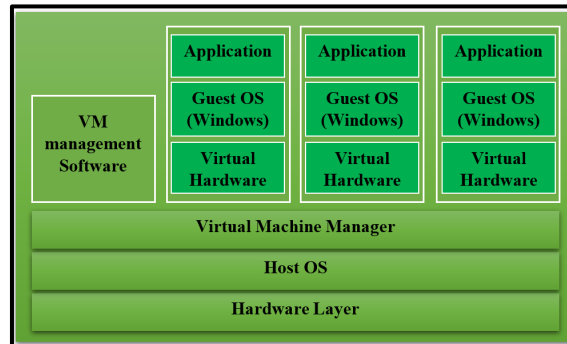 Application
Guest OS
(Windows)
Virtual
Hardware
Application
Guest OS
(Windows)
Virtual
Hardware
Application
Guest OS
(Windows)
Virtual
Hardware
VM
management
Software
Virtual Machine Manager
Host OS
Hardware Layer